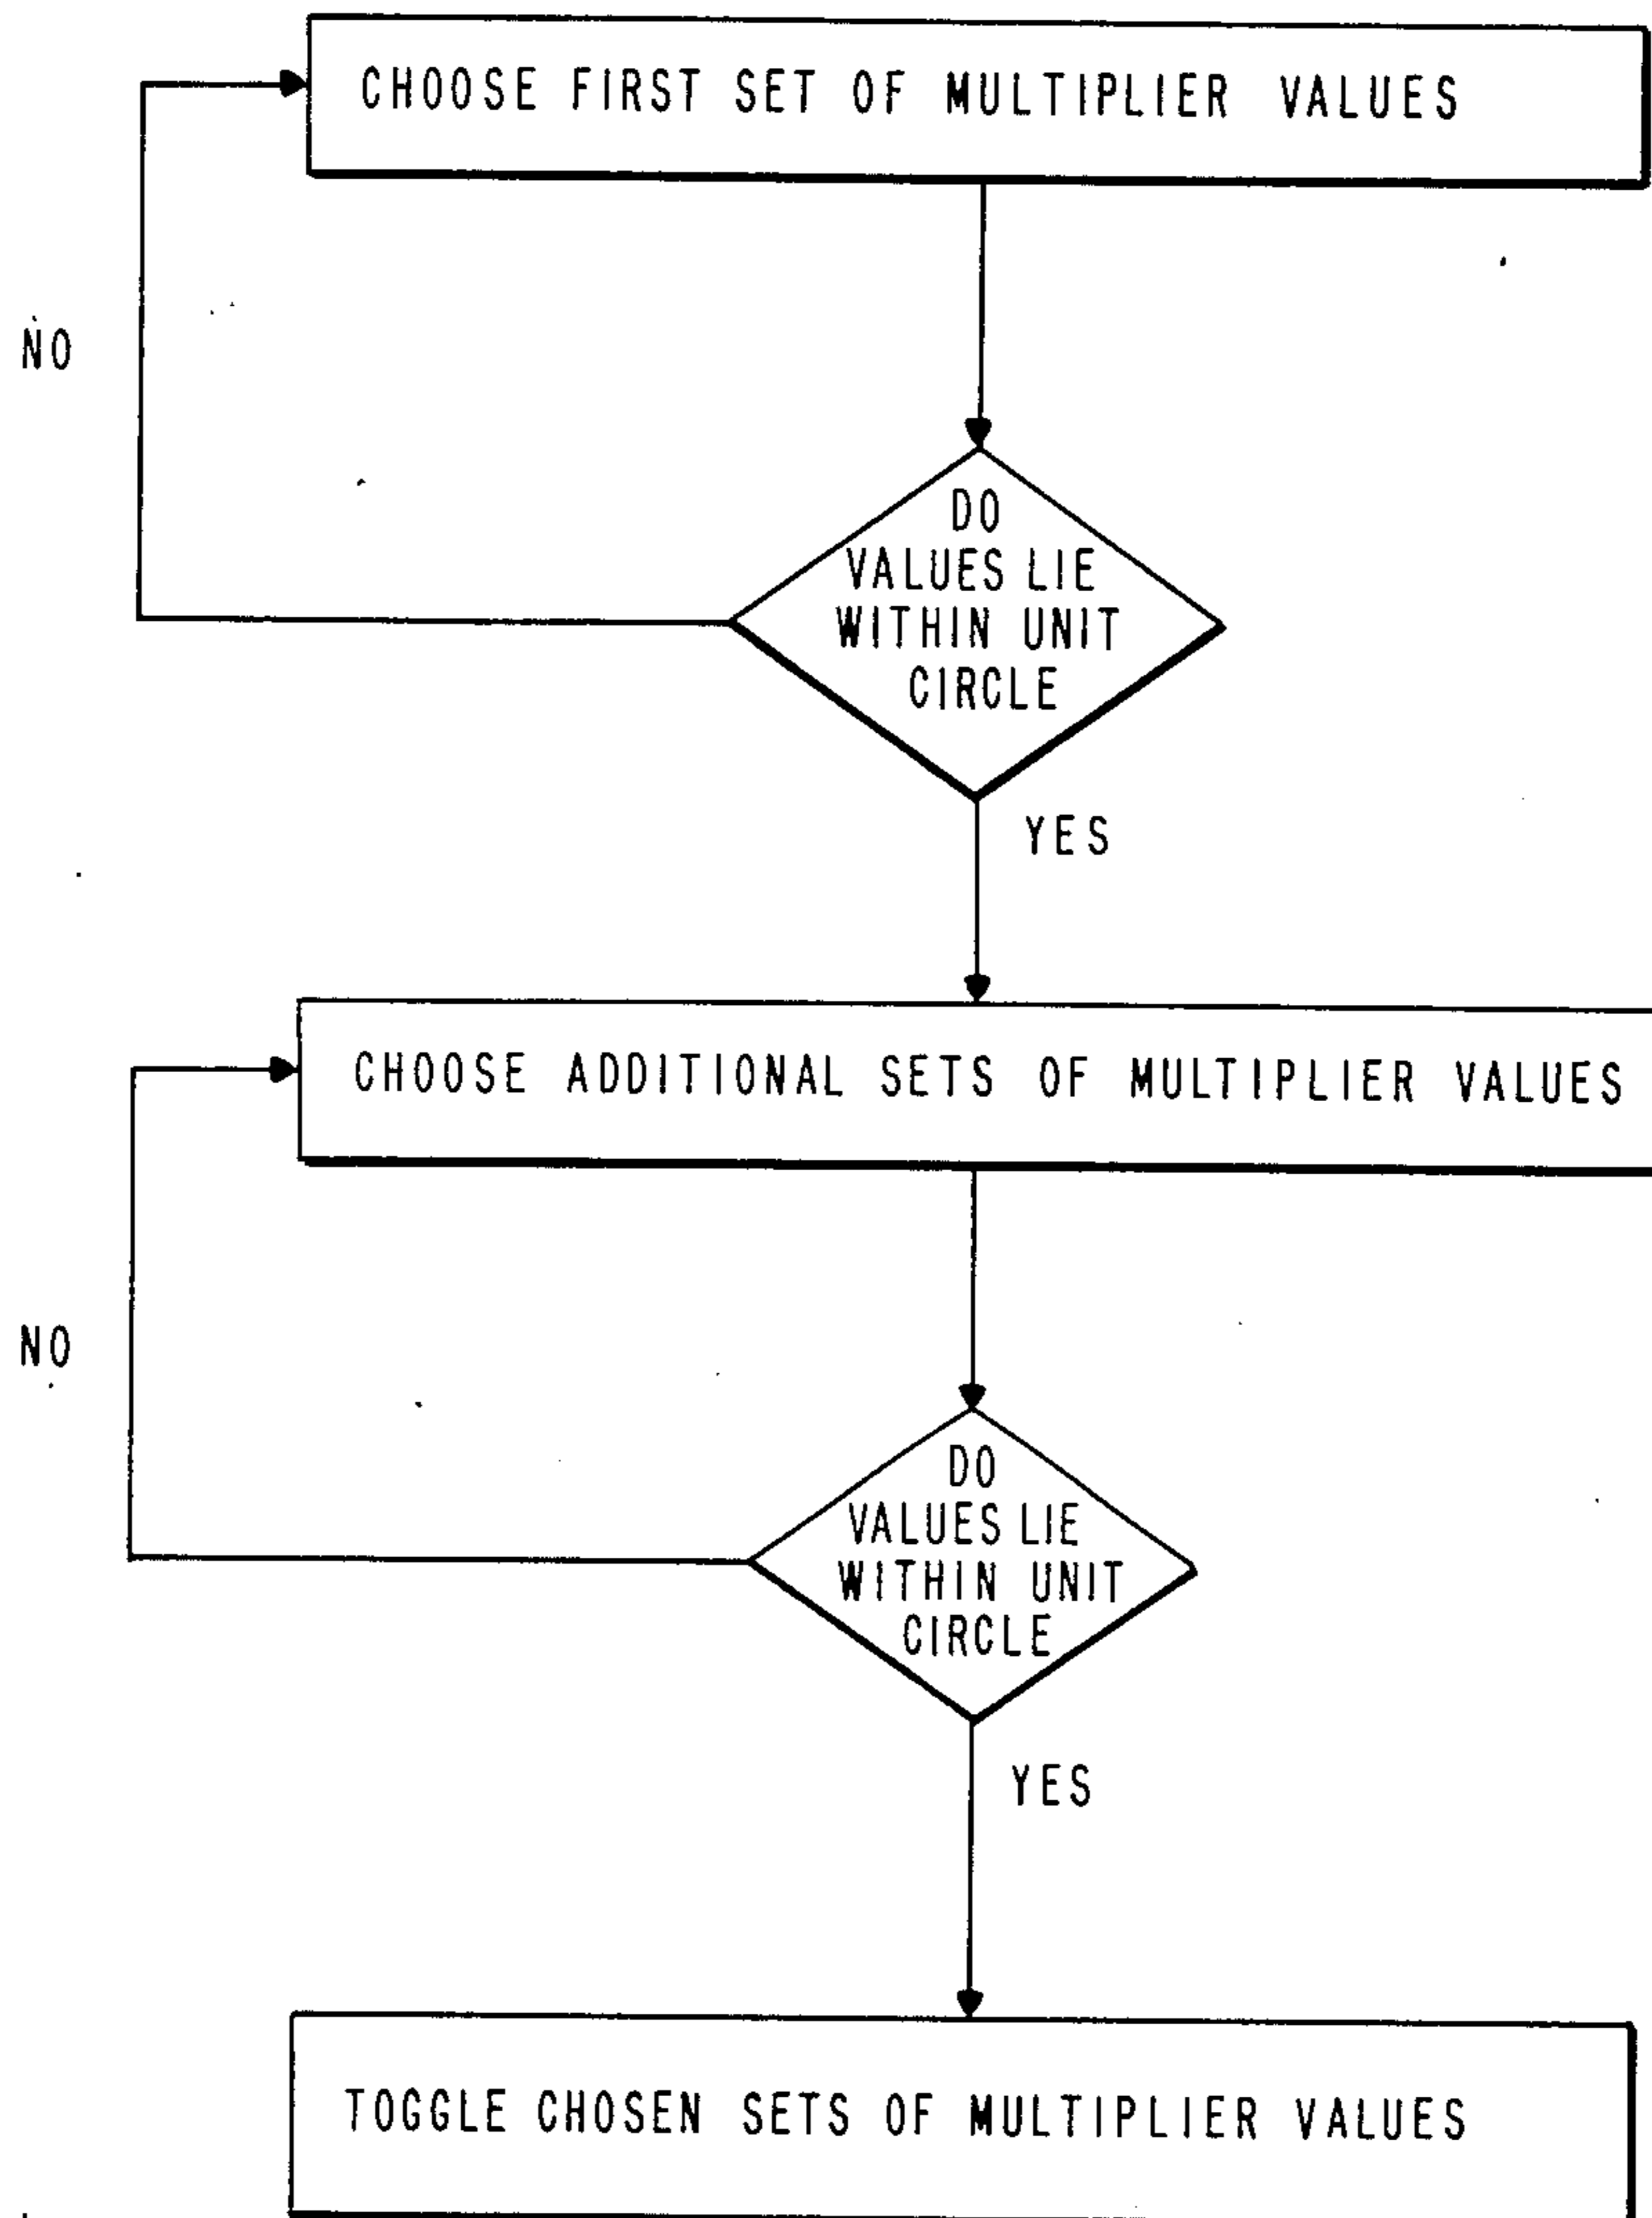 CHOOSE FIRST SET OF MULTIPLIER VALUES
NO
DO
VALUES LIE
WITHIN UNIT
CIRCLE
YES
CHOOSE ADDITIONAL SETS OF MULTIPLIER VALUES
NO
DO
VALUES LIE
WITHIN UNIT
CIRCLE
YES
TOGGLE CHOSEN SETS OF MULTIPLIER VALUES